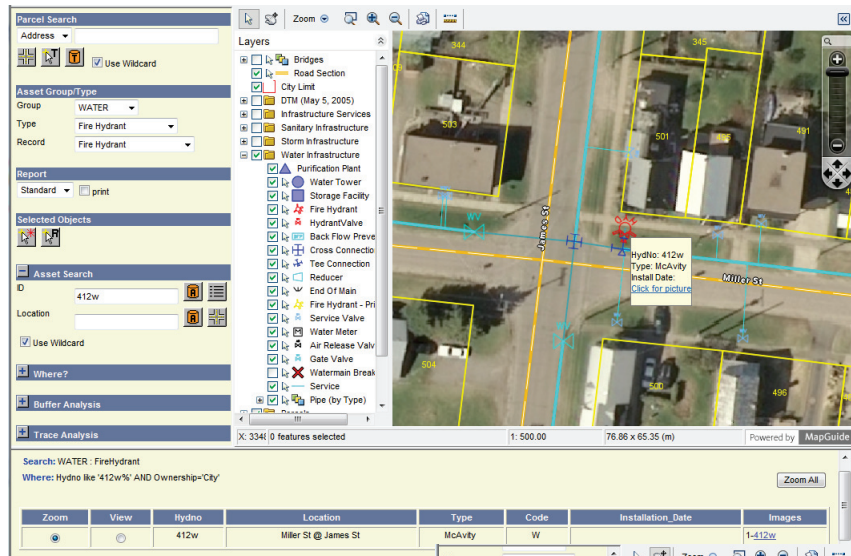 Parcel Search
Address
Use Wildcard
Asset Group/Type
Group WATER
Type Fire Hydrant
Record Fire Hydrant
Report
Standard print
Selected Objects
Asset Search
ID 412w
Location
Use Wildcard
Where?
Buffer Analysis
Trace Analysis
Zoom
Layers
Bridges
Road Section
City Limit
DTM (May 5, 2005)
Infrastructure Services
Sanitary Infrastructure
Storm Infrastructure
Water Infrastructure
Purification Plant
Water Tower
Storage Facility
Fire Hydrant
HydrantValve
Back Flow Preve
Cross Connectio
Tee Connection
Reducer
End Of Main
Fire Hydrant - Pri
Service Valve
Water Meter
Air Release Valv
Gate Valve
Watermain Break
Service
Pipe (by Type)
344
345
503
501
491
WV
James St
HydNo: 412w
Type: McAvity
Install Date:
Click for picture
Miller St
504
500
496
X: 3348 0 features selected 1: 500.00 76.86 x 65.35 (m) Powered by MapGuide
Search: WATER : FireHydrant
Where: Hydno like '412w%' AND Ownership='City'
Zoom All
Zoom View Hydno Location Type Code Installation_Date Images
412w Miller St @ James St McAvity W 1-412w